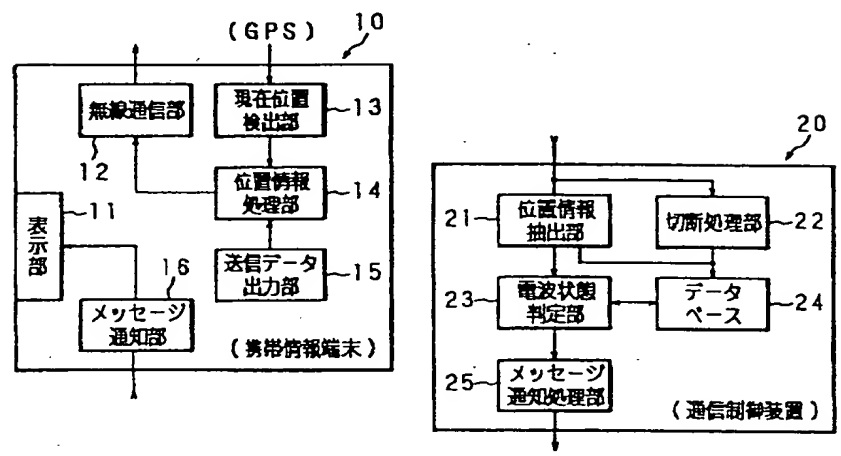 (GPS)
10
無線通信部
12
現在位置
検出部
13
位置情報
処理部
14
表示部
11
送信データ
出力部
15
メッセージ
通知部
16
(携帯情報端末)
20
位置情報
抽出部
21
切断処理部
22
電波状態
判定部
23
データ
ベース
24
メッセージ
通知処理部
25
(通信制御装置)